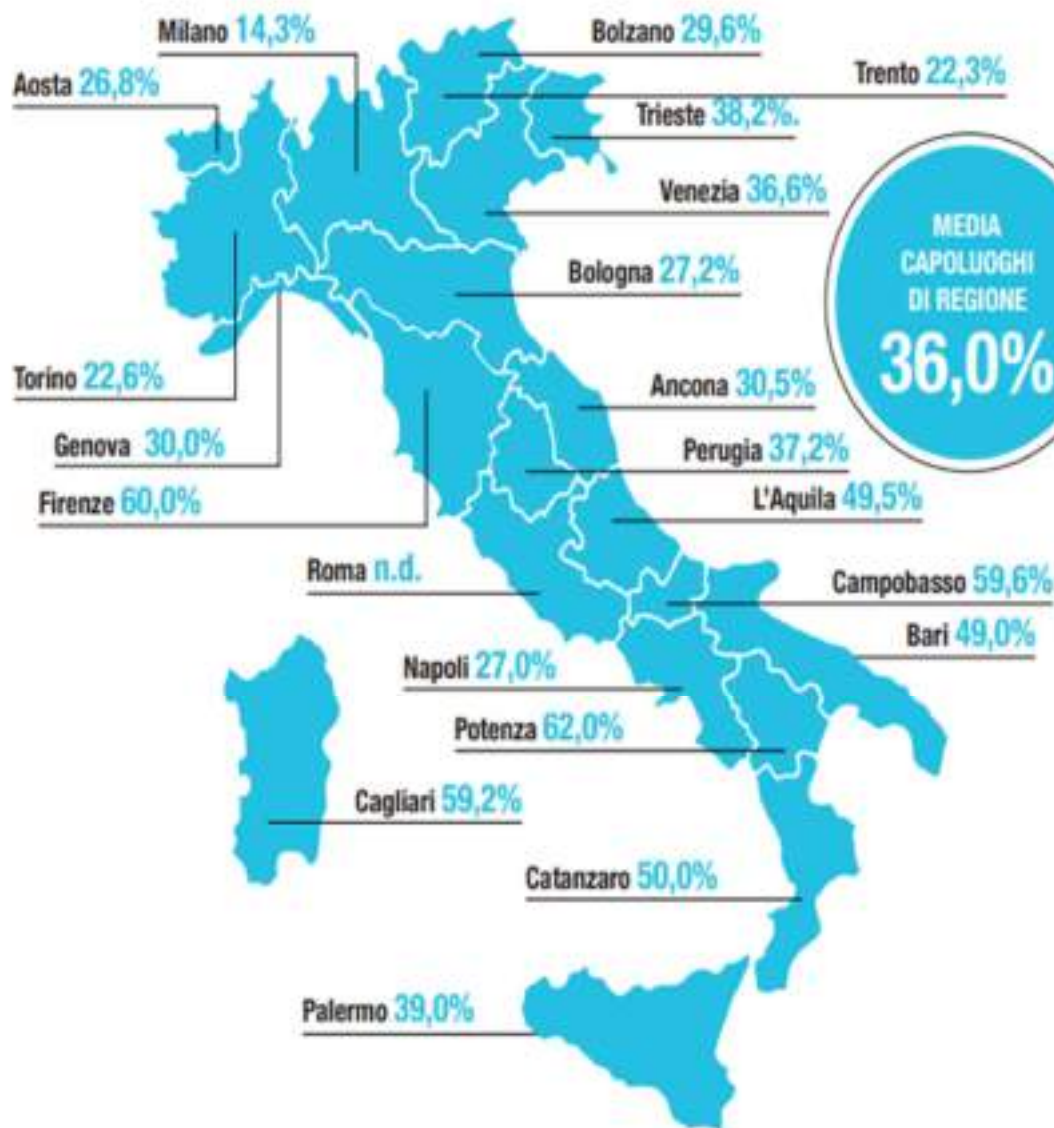 Milano 14,3%
Bolzano 29,6%
Aosta 26,8%
Trento 22,3%
Trieste 38,2%.
Venezia 36,6%
MEDIA
CAPOLUOGHI
DI REGIONE
36,0%
Bologna 27,2%
Torino 22,6%
Ancona 30,5%
Genova 30,0%
Perugia 37,2%
Firenze 60,0%
L'Aquila 49,5%
Roma n.d.
Campobasso 59,6%
Bari 49,0%
Napoli 27,0%
Potenza 62,0%
Cagliari 59,2%
Catanzaro 50,0%
Palermo 39,0%